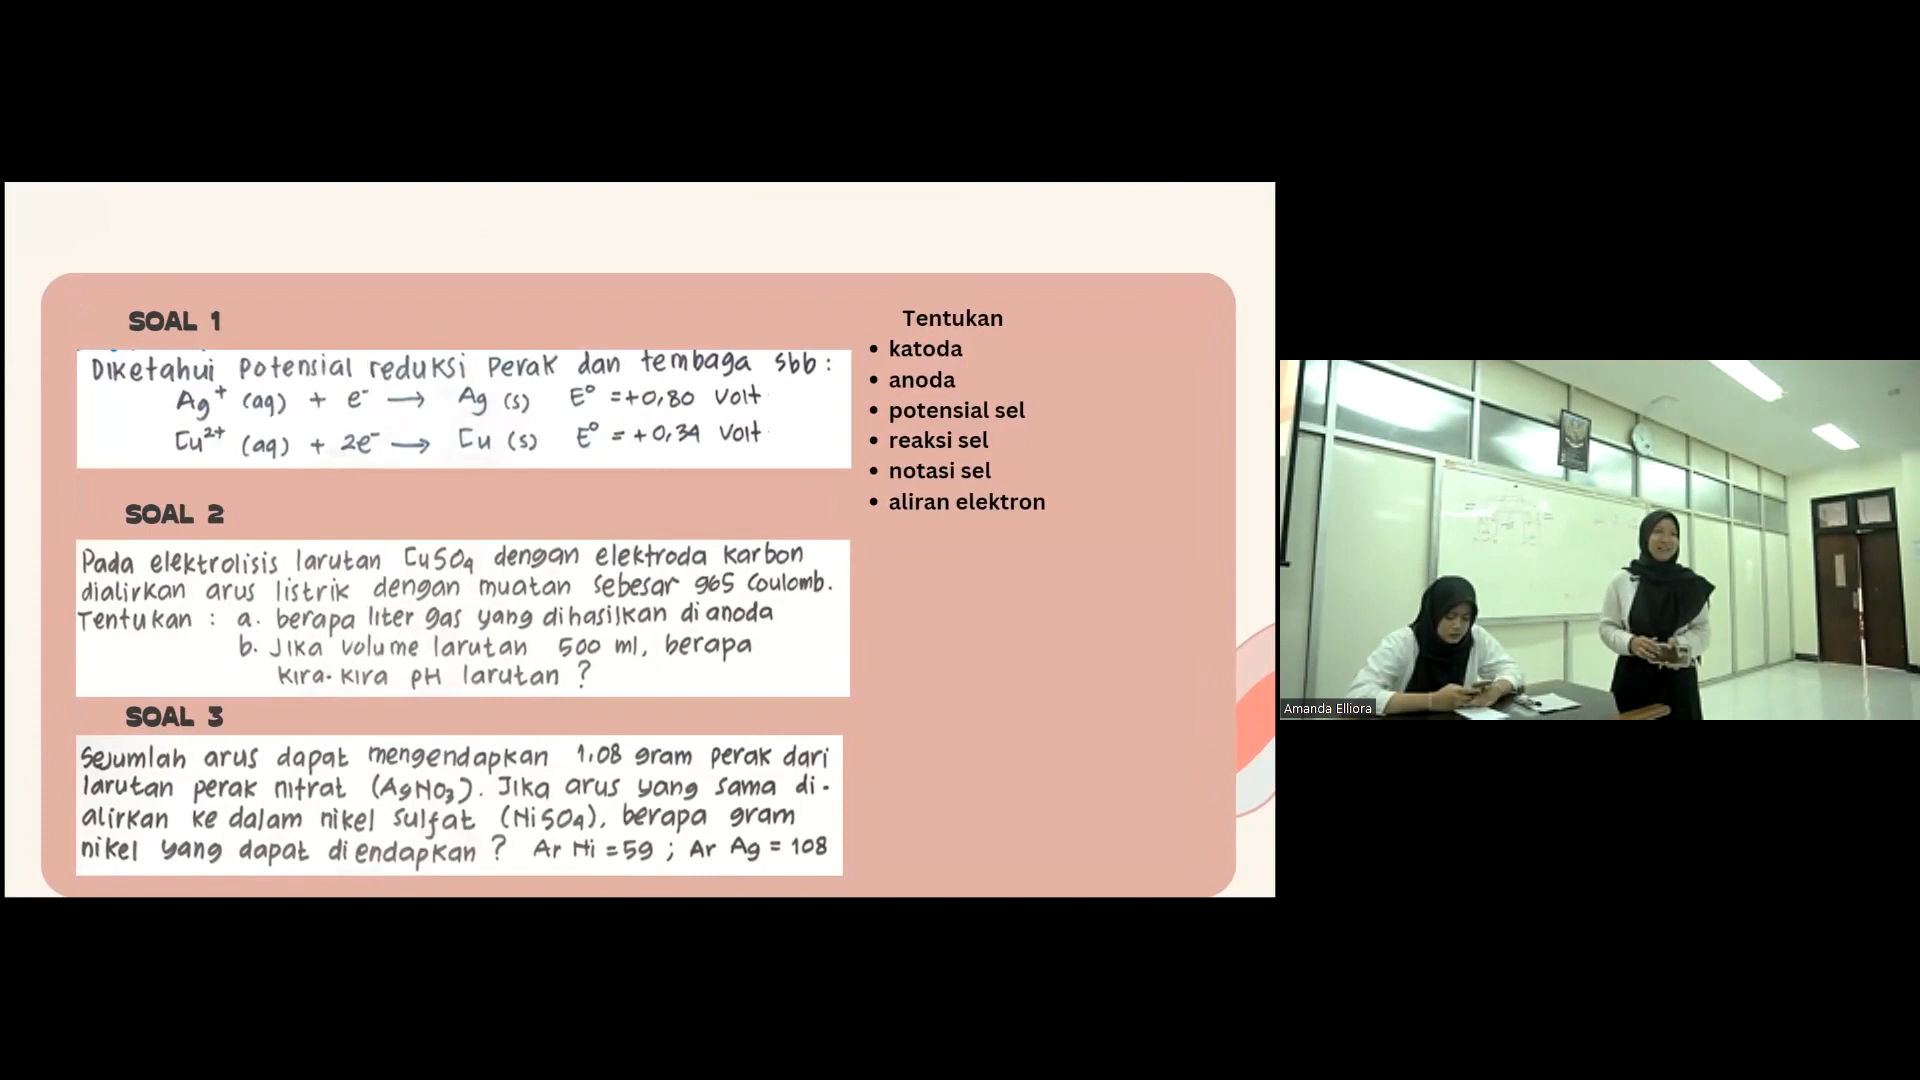 SOAL 1
Diketahui potensial reduksi perak dan tembaga sbb :
Ag⁺ (aq) + e⁻ → Ag (s) E° = +0,80 volt
Cu²⁺ (aq) + 2e⁻ → Cu (s) E° = +0,34 volt
SOAL 2
Pada elektrolisis larutan CuSO₄ dengan elektroda karbon
dialirkan arus listrik dengan muatan sebesar 965 coulomb.
Tentukan : a. berapa liter gas yang dihasilkan di anoda
b. Jika volume larutan 500 ml, berapa
kira-kira pH larutan ?
SOAL 3
Sejumlah arus dapat mengendapkan 1,08 gram perak dari
larutan perak nitrat (AgNO₃). Jika arus yang sama di-
alirkan ke dalam nikel sulfat (NiSO₄), berapa gram
nikel yang dapat diendapkan ? Ar Ni = 59 ; Ar Ag = 108
Tentukan
• katoda
• anoda
• potensial sel
• reaksi sel
• notasi sel
• aliran elektron
Amanda Elliora